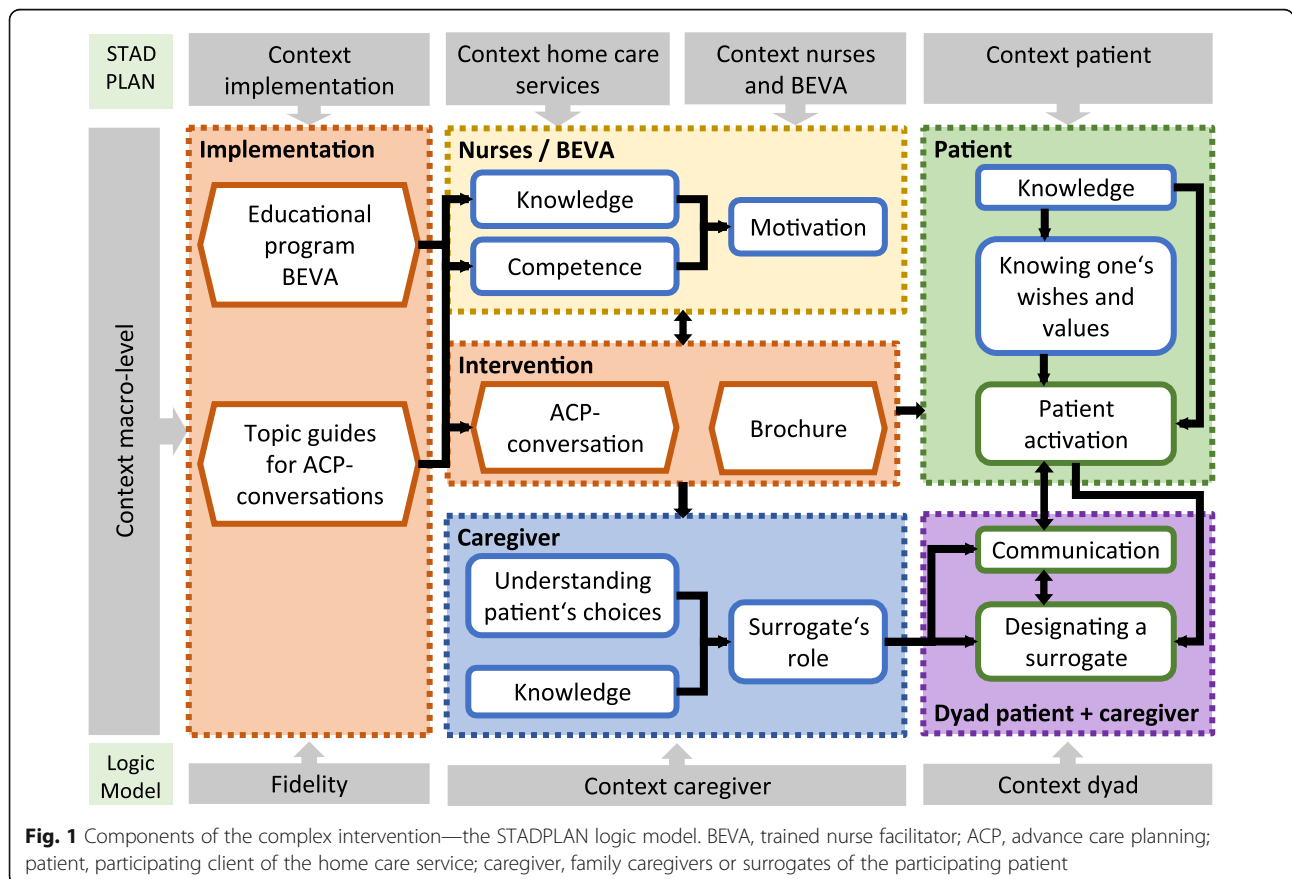 STAD
PLAN
Context
implementation
Context home care
services
Context nurses
and BEVA
Context patient
Context macro-level
Implementation
Educational
program
BEVA
Topic guides
for ACP-
conversations
Nurses / BEVA
Knowledge
Competence
Motivation
Intervention
ACP-
conversation
Brochure
Caregiver
Understanding
patient‘s choices
Knowledge
Surrogate‘s
role
Patient
Knowledge
Knowing one‘s
wishes and
values
Patient
activation
Communication
Designating a
surrogate
Dyad patient + caregiver
Logic
Model
Fidelity
Context caregiver
Context dyad
Fig. 1 Components of the complex intervention—the STADPLAN logic model. BEVA, trained nurse facilitator; ACP, advance care planning;
patient, participating client of the home care service; caregiver, family caregivers or surrogates of the participating patient